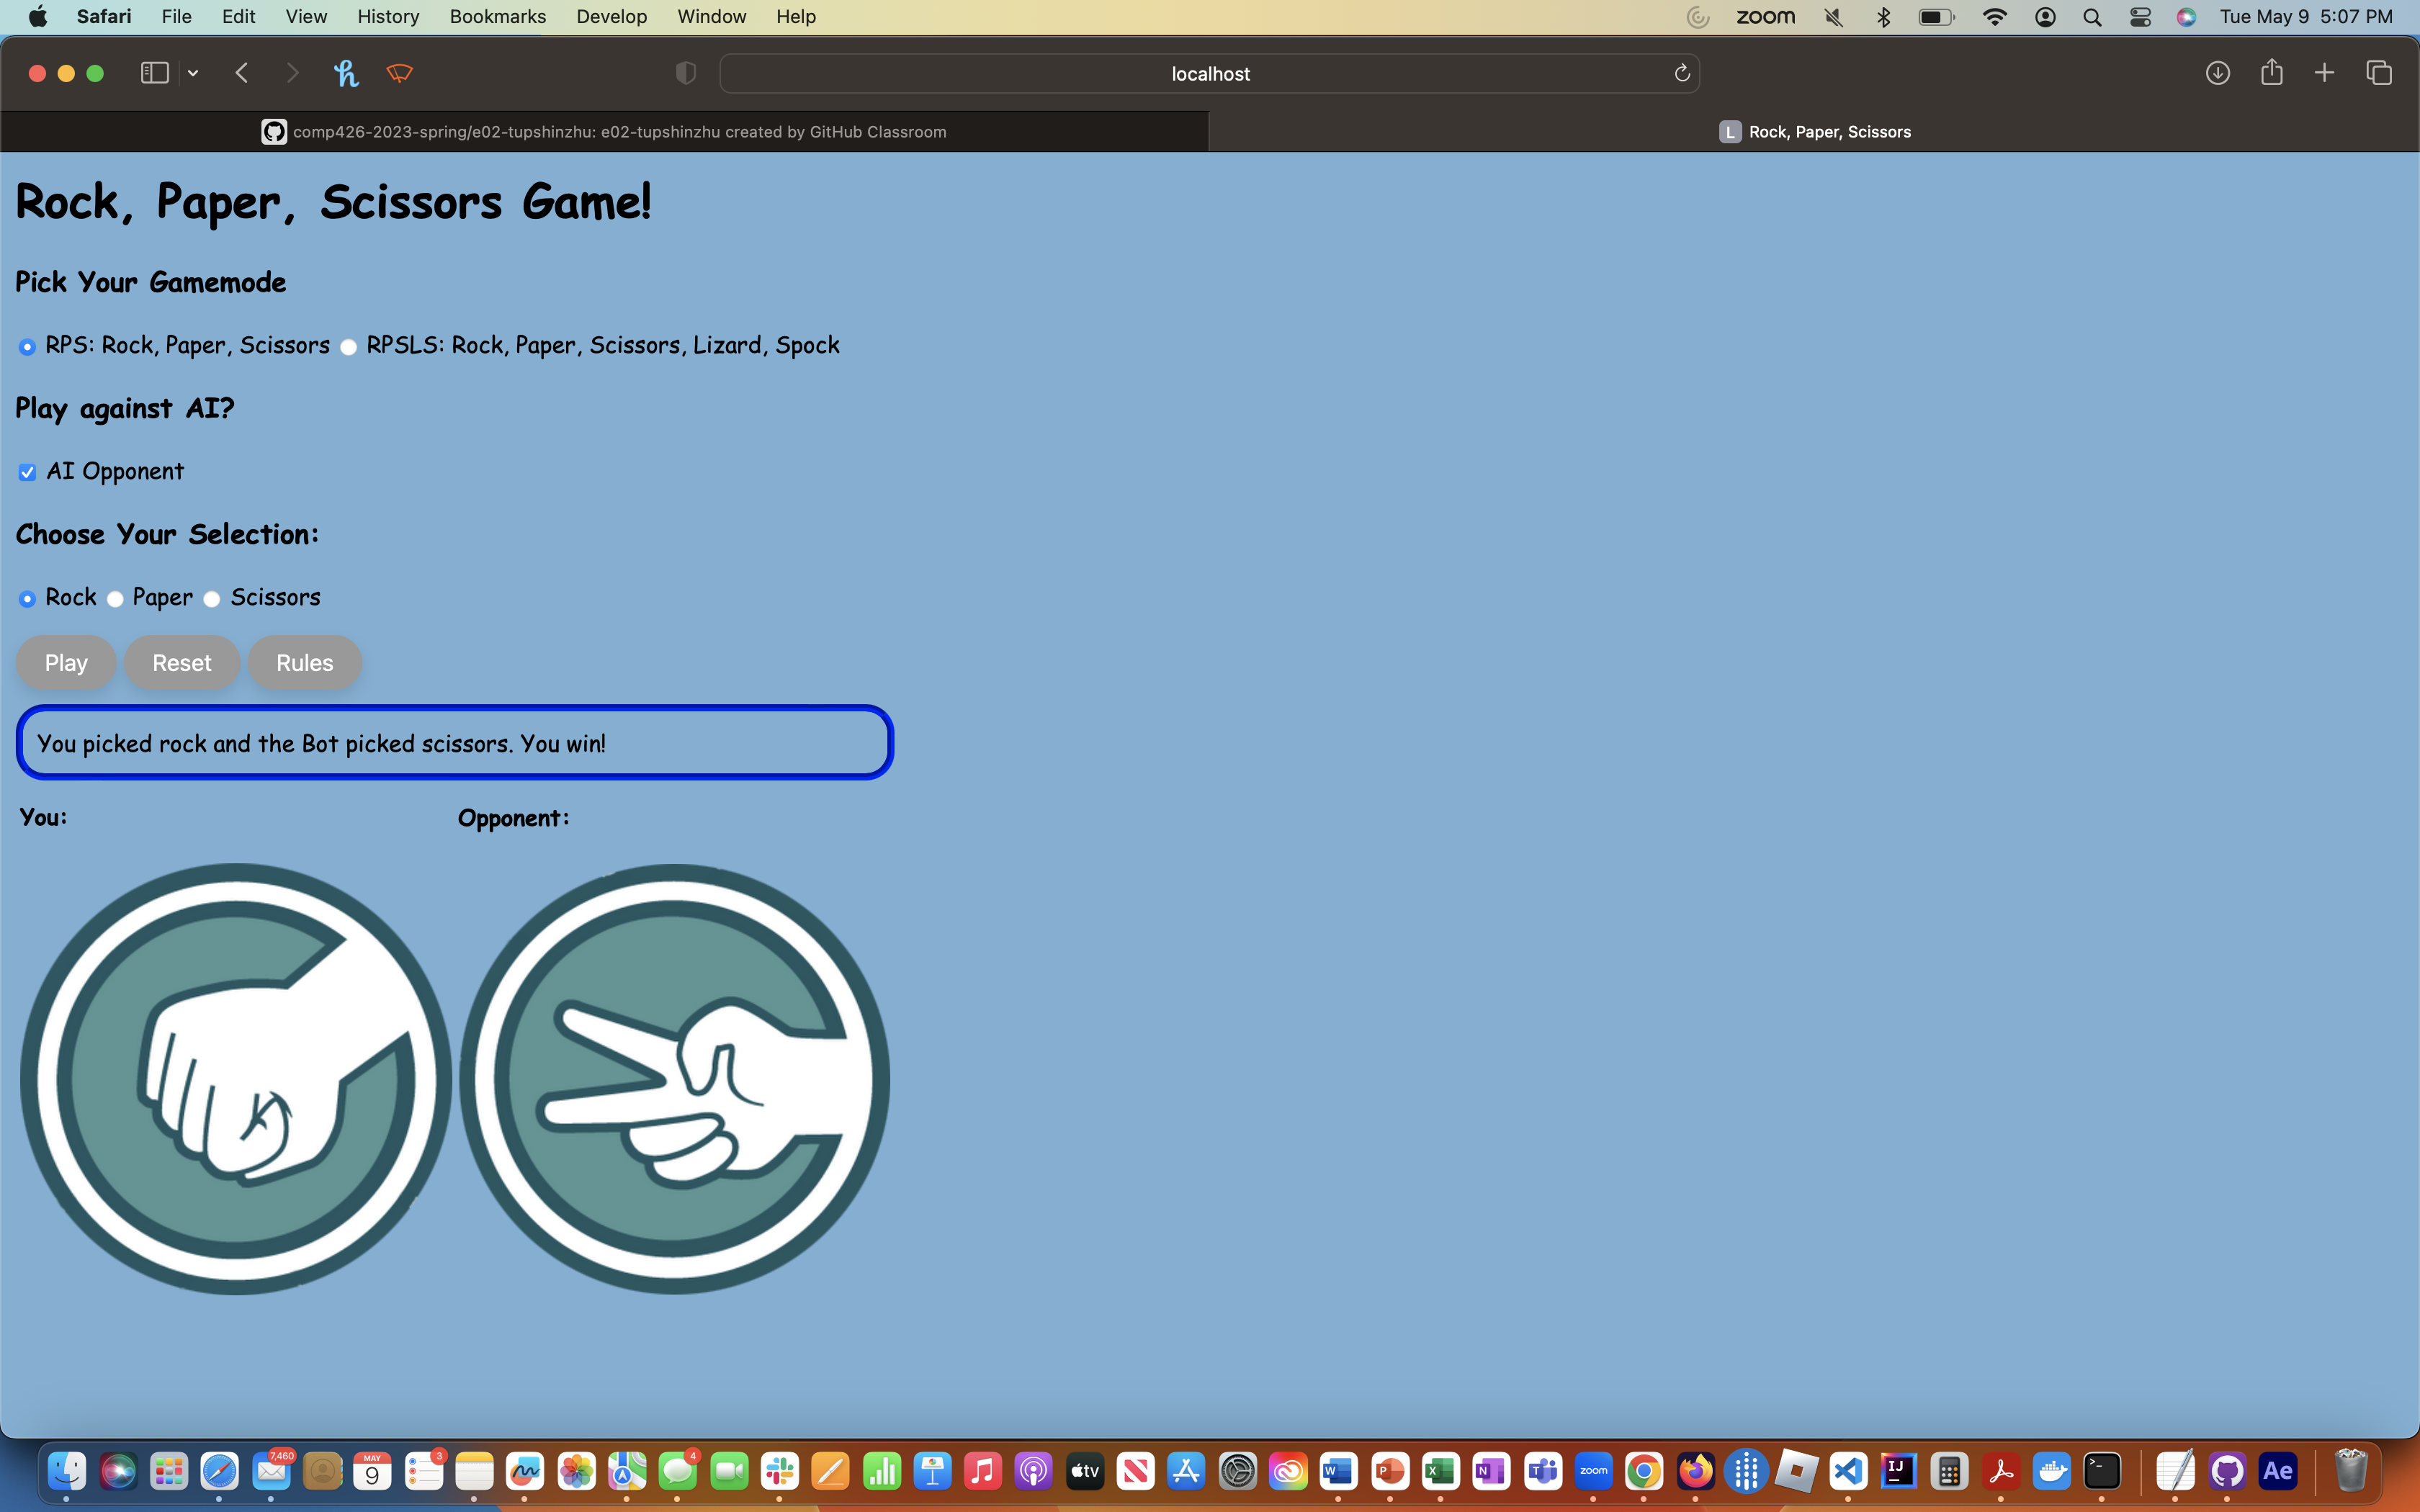 Safari File Edit View History Bookmarks Develop Window Help zoom Tue May 9 5:07 PM
localhost
comp426-2023-spring/e02-tupshinzhu: e02-tupshinzhu created by GitHub Classroom L Rock, Paper, Scissors
Rock, Paper, Scissors Game!
Pick Your Gamemode
RPS: Rock, Paper, Scissors RPSLS: Rock, Paper, Scissors, Lizard, Spock
Play against AI?
AI Opponent
Choose Your Selection:
Rock Paper Scissors
Play Reset Rules
You picked rock and the Bot picked scissors. You win!
You: Opponent:
7,460 MAY 9 3 4 tv W P X N T zoom IJ >_ Ae